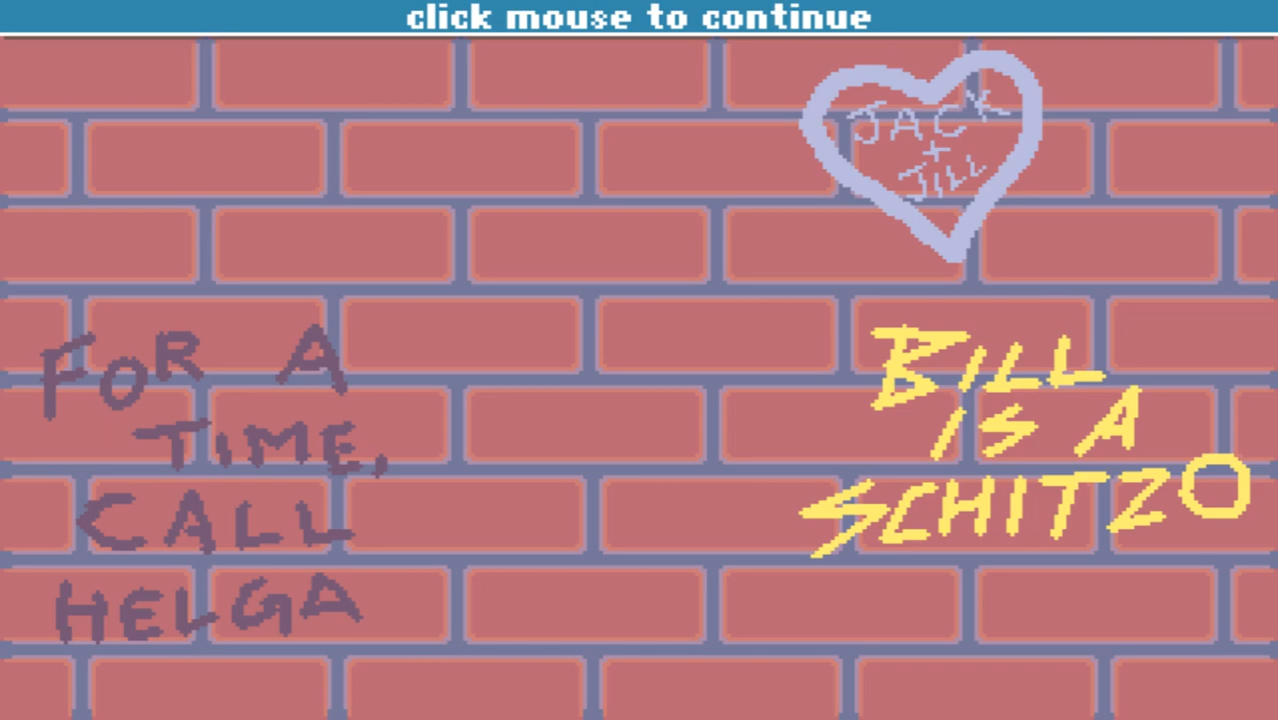 click mouse to continue
JACK
+
JILL
FOR A
TIME,
CALL
HELGA
BILL
IS A
SCHITZO